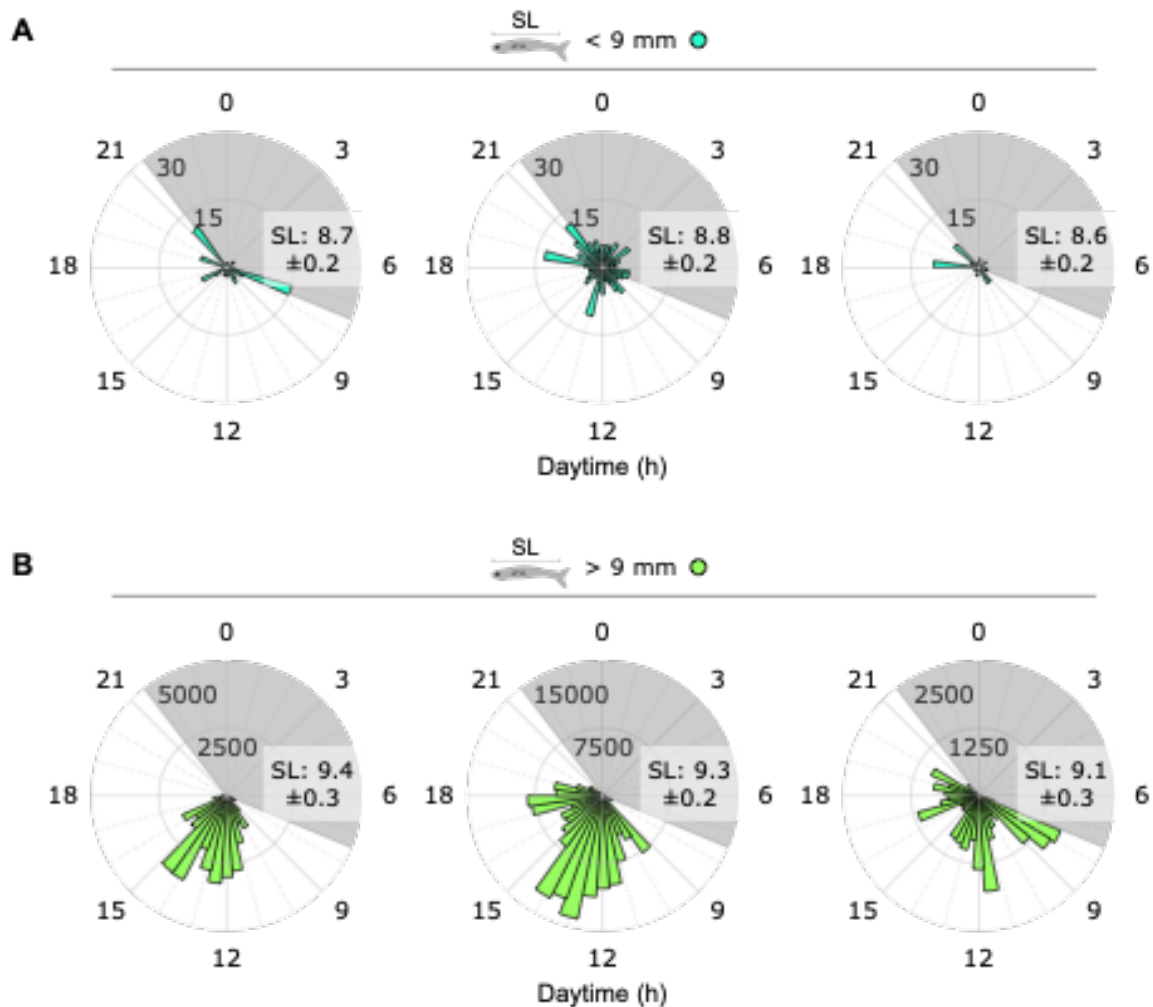 A
SL
< 9 mm
0 0 0
21 3 21 3 21 3
30 30 30
15 15 15
SL: 8.7 SL: 8.8 SL: 8.6
±0.2 ±0.2 ±0.2
18 6 18 6 18 6
15 9 15 9 15 9
12 12 12
Daytime (h)
B
SL
> 9 mm
0 0 0
21 3 21 3 21 3
5000 15000 2500
2500 7500 1250
SL: 9.4 SL: 9.3 SL: 9.1
±0.3 ±0.2 ±0.3
18 6 18 6 18 6
15 9 15 9 15 9
12 12 12
Daytime (h)